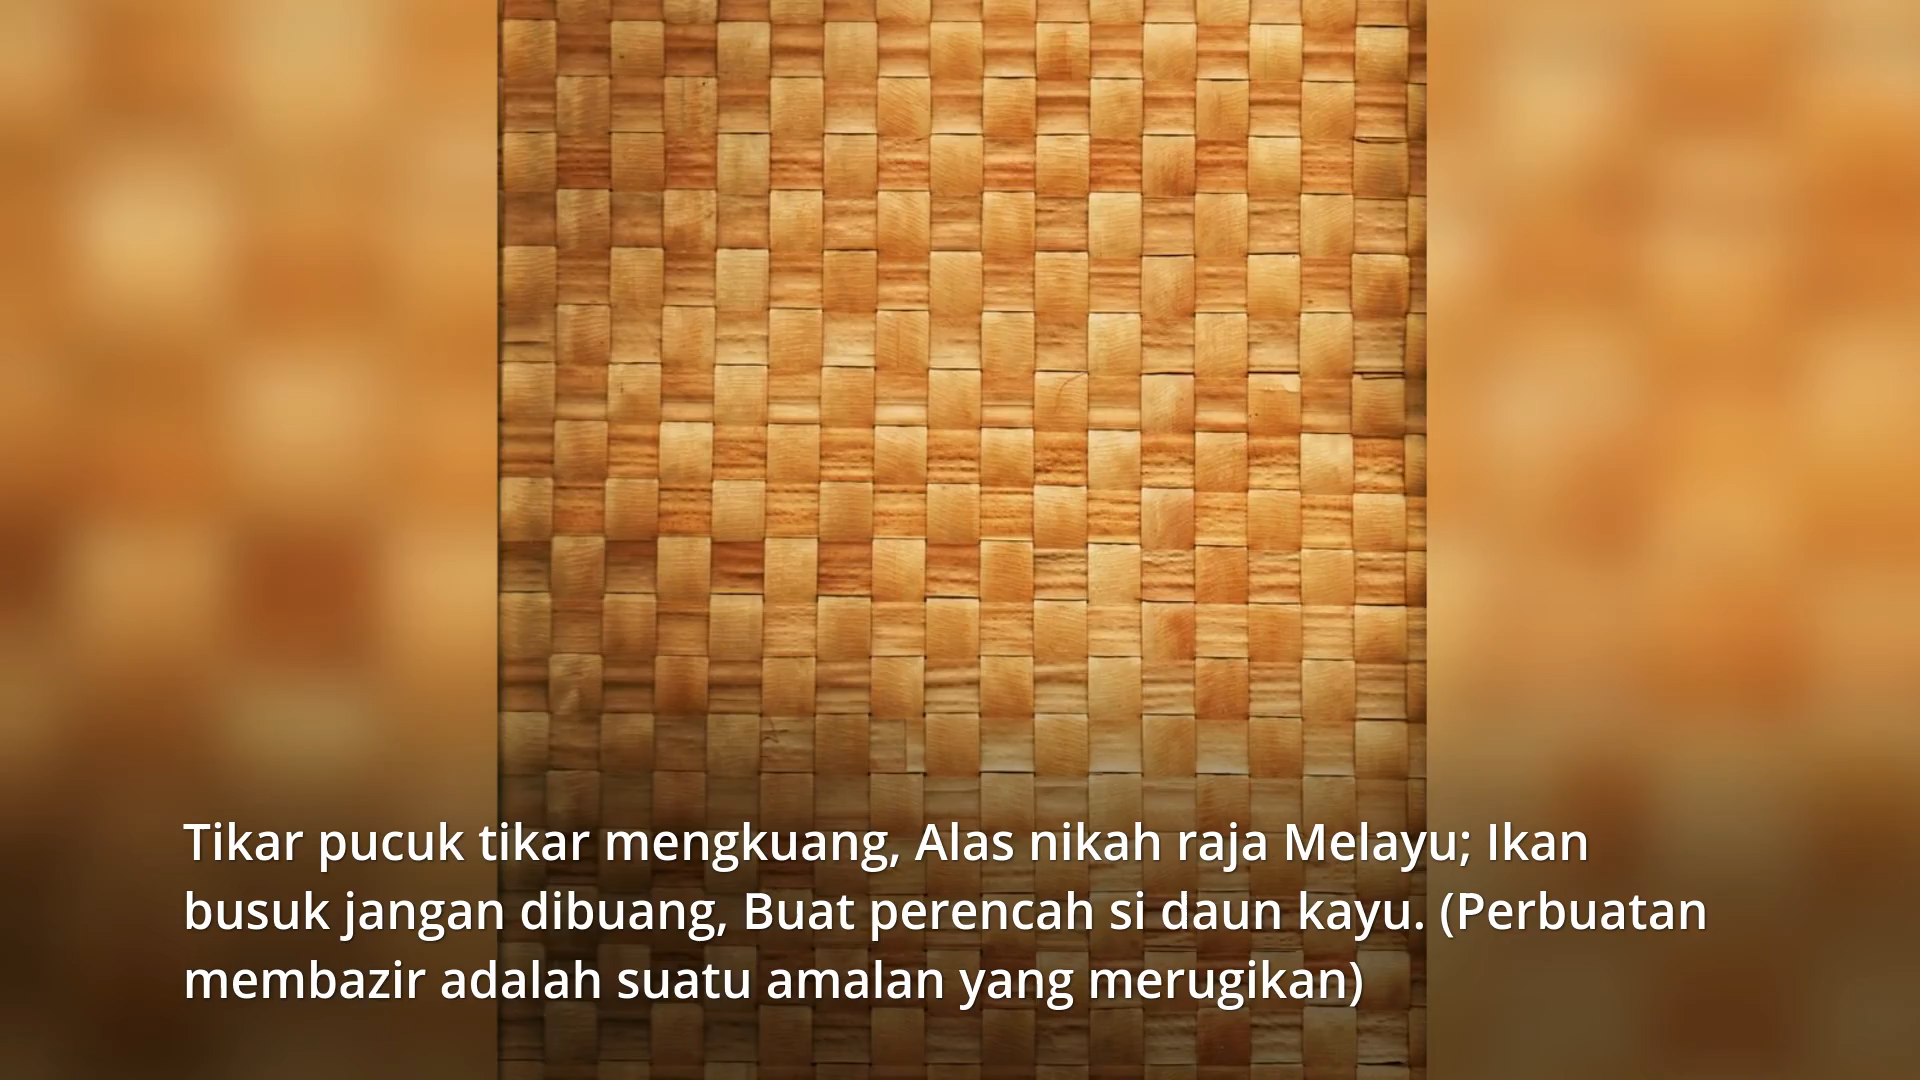 Tikar pucuk tikar mengkuang, Alas nikah raja Melayu; Ikan
busuk jangan dibuang, Buat perencah si daun kayu. (Perbuatan
membazir adalah suatu amalan yang merugikan)